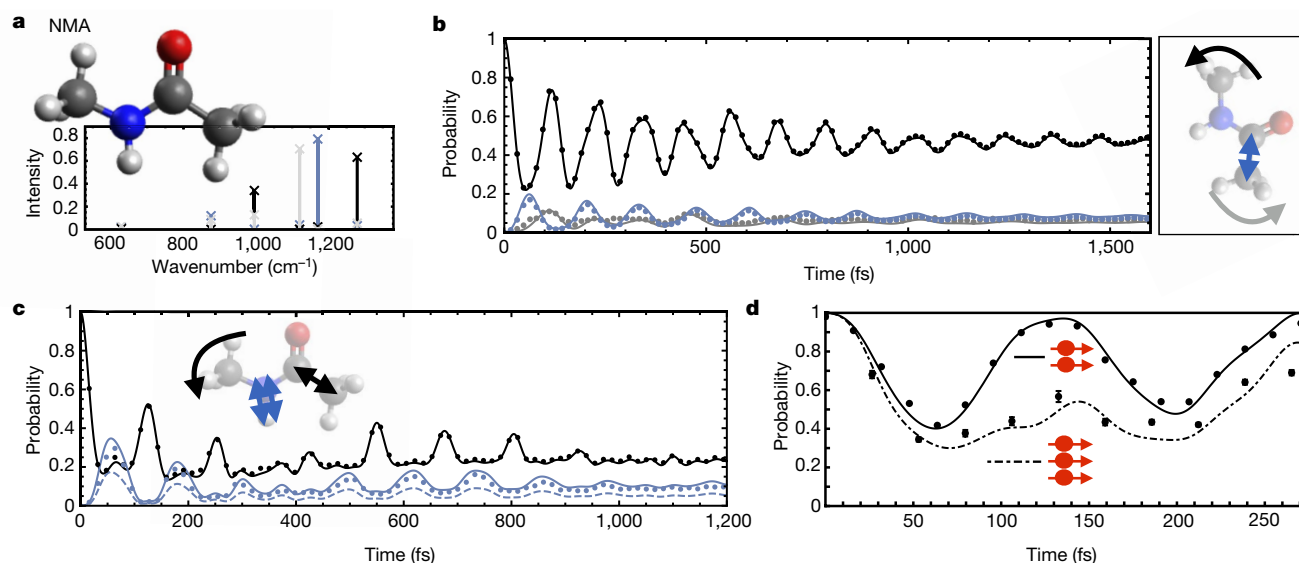 a
NMA
Intensity
0.8
0.6
0.4
0.2
0
600 800 1,000 1,200
Wavenumber (cm⁻¹)
b
Probability
1
0.8
0.6
0.4
0.2
0
0 500 1,000 1,500
Time (fs)
c
Probability
1
0.8
0.6
0.4
0.2
0
0 200 400 600 800 1,000 1,200
Time (fs)
d
Probability
1
0.8
0.6
0.4
0.2
0
50 100 150 200 250
Time (fs)